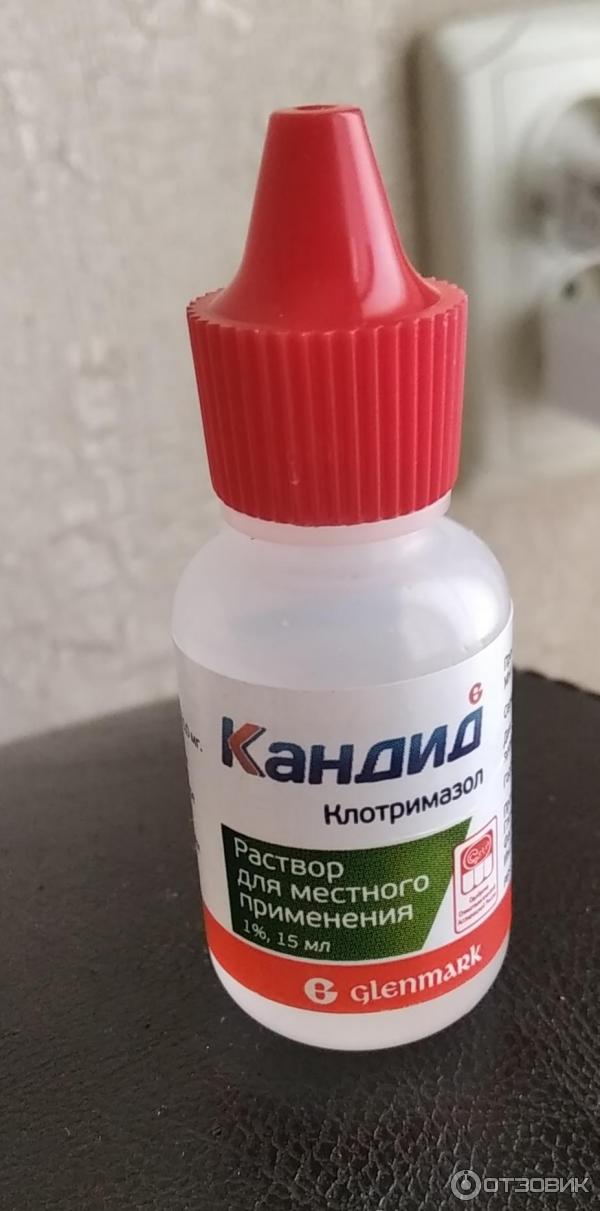 Кандид
Клотримазол
Раствор
для местного
применения
1%, 15 мл
Glenmark
ОТЗОВИК